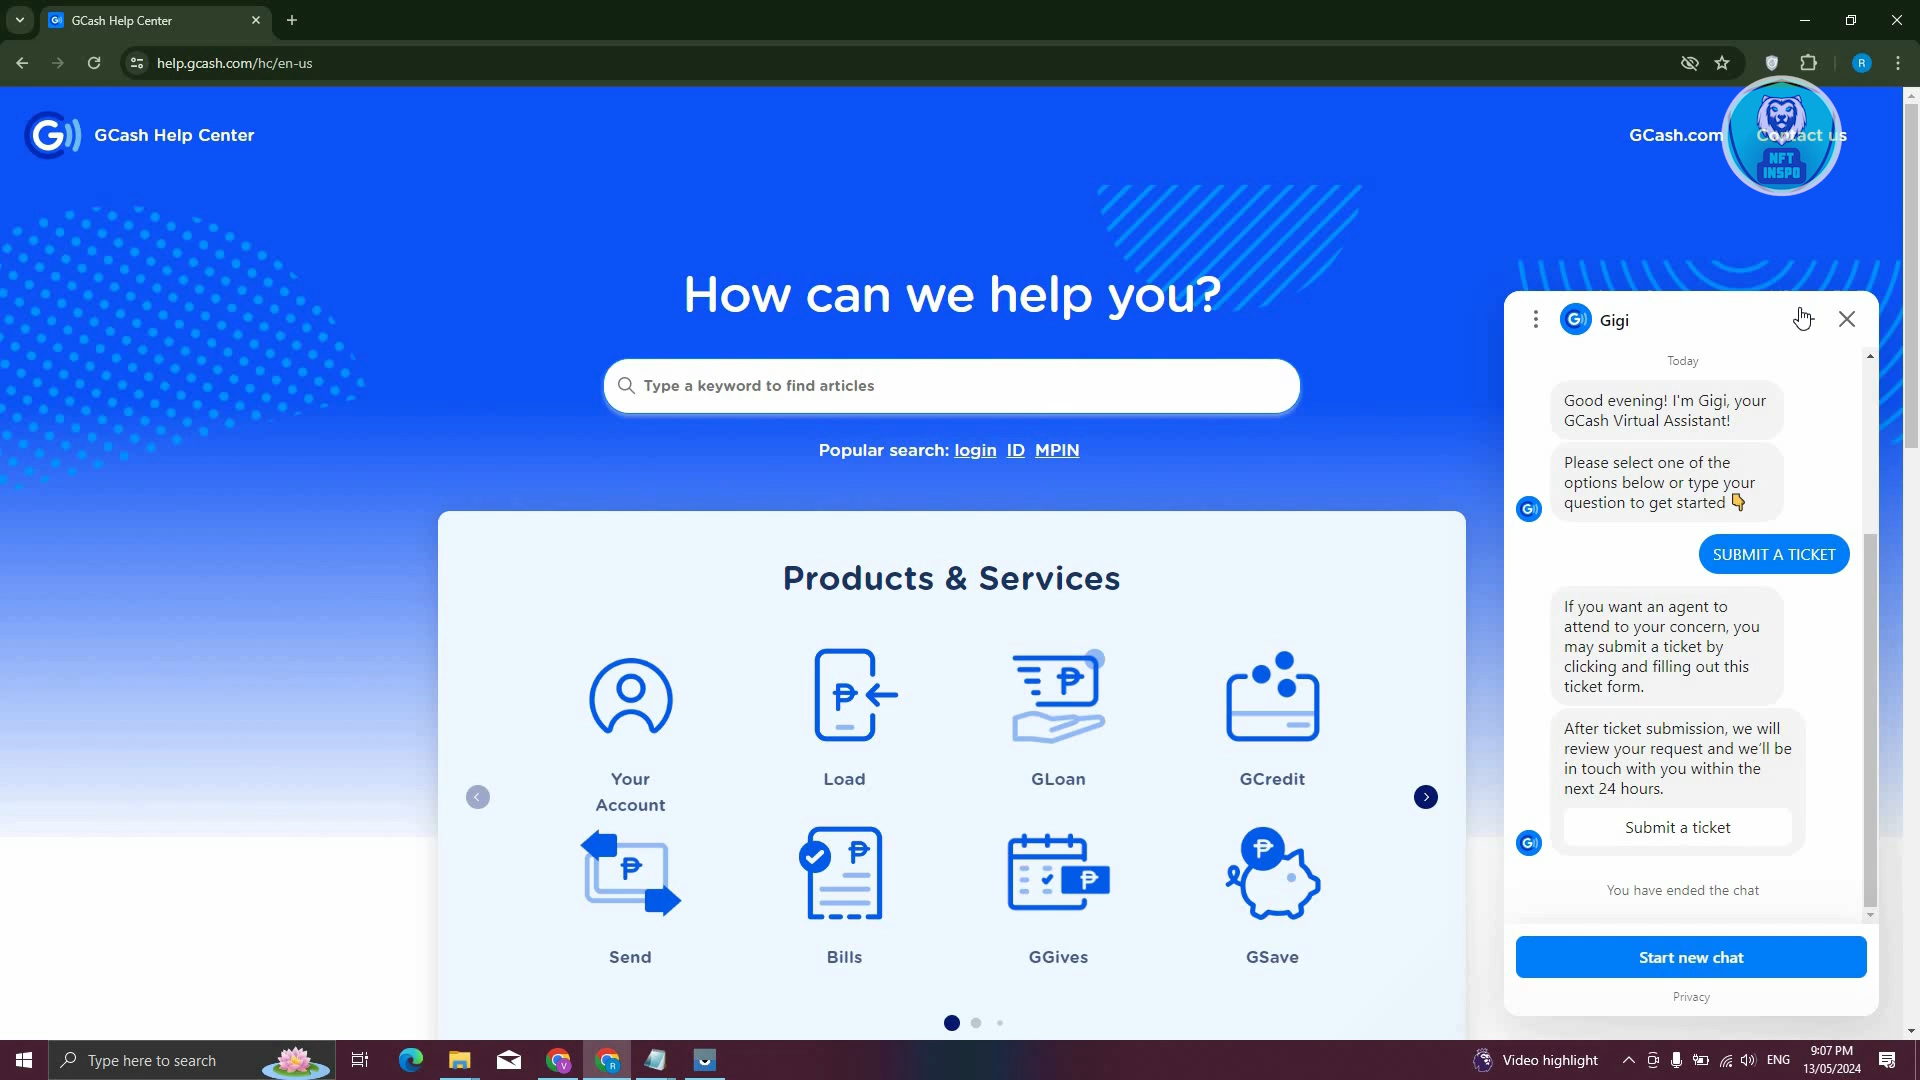 GCash Help Center
help.gcash.com/hc/en-us
R
GCash Help Center
GCash.com
Contact us
NFT
INSPO
How can we help you?
Type a keyword to find articles
Popular search: login ID MPIN
Products & Services
Your
Account
Load
GLoan
GCredit
Send
Bills
GGives
GSave
Gigi
Today
Good evening! I'm Gigi, your
GCash Virtual Assistant!
Please select one of the
options below or type your
question to get started
SUBMIT A TICKET
If you want an agent to
attend to your concern, you
may submit a ticket by
clicking and filling out this
ticket form.
After ticket submission, we will
review your request and we'll be
in touch with you within the
next 24 hours.
Submit a ticket
You have ended the chat
Start new chat
Privacy
Type here to search
Video highlight
ENG
9:07 PM
13/05/2024